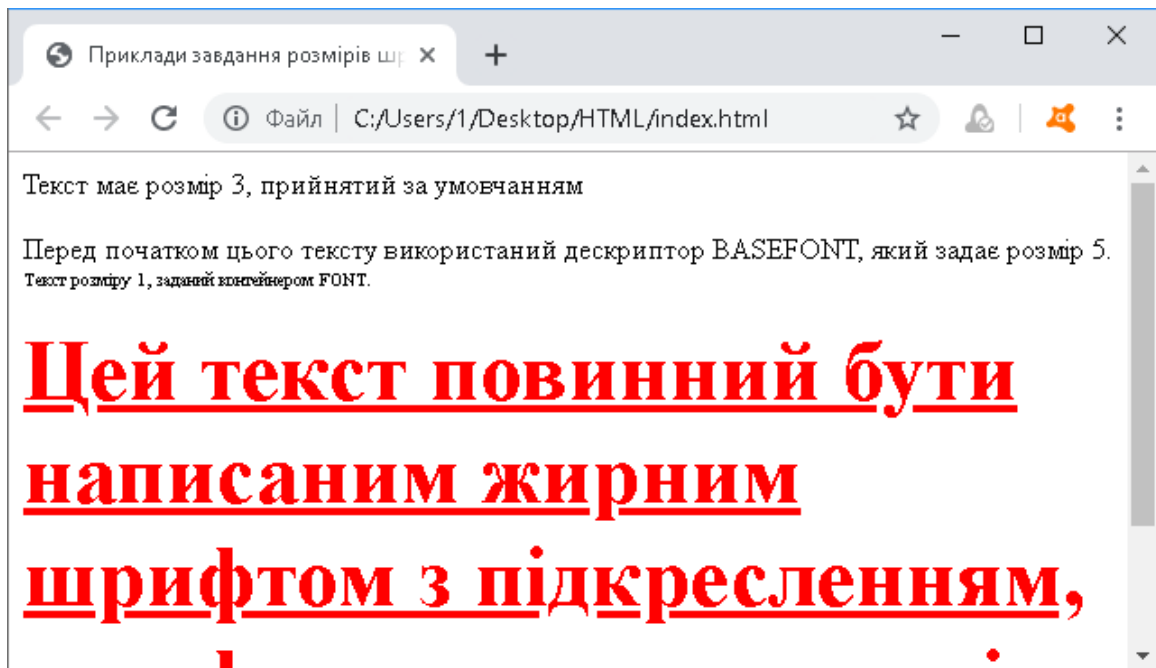 Приклади завдання розмірів
Файл | C:/Users/1/Desktop/HTML/index.html
Текст має розмір 3, прийнятий за умовчанням
Перед початком цього тексту використаний дескриптор BASEFONT, який задає розмір 5.
Текст розміру 1, заданий контейнером FONT.
Цей текст повинний бути
написаним жирним
шрифтом з підкресленням,